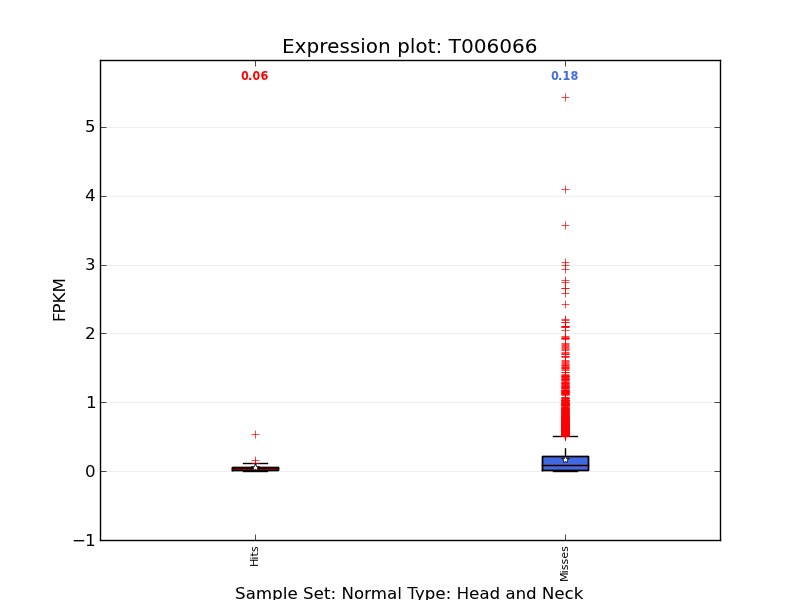 Expression plot: T006066
0.06
0.18
5
4
3
2
1
0
−1
FPKM
Hits
Misses
Sample Set: Normal Type: Head and Neck